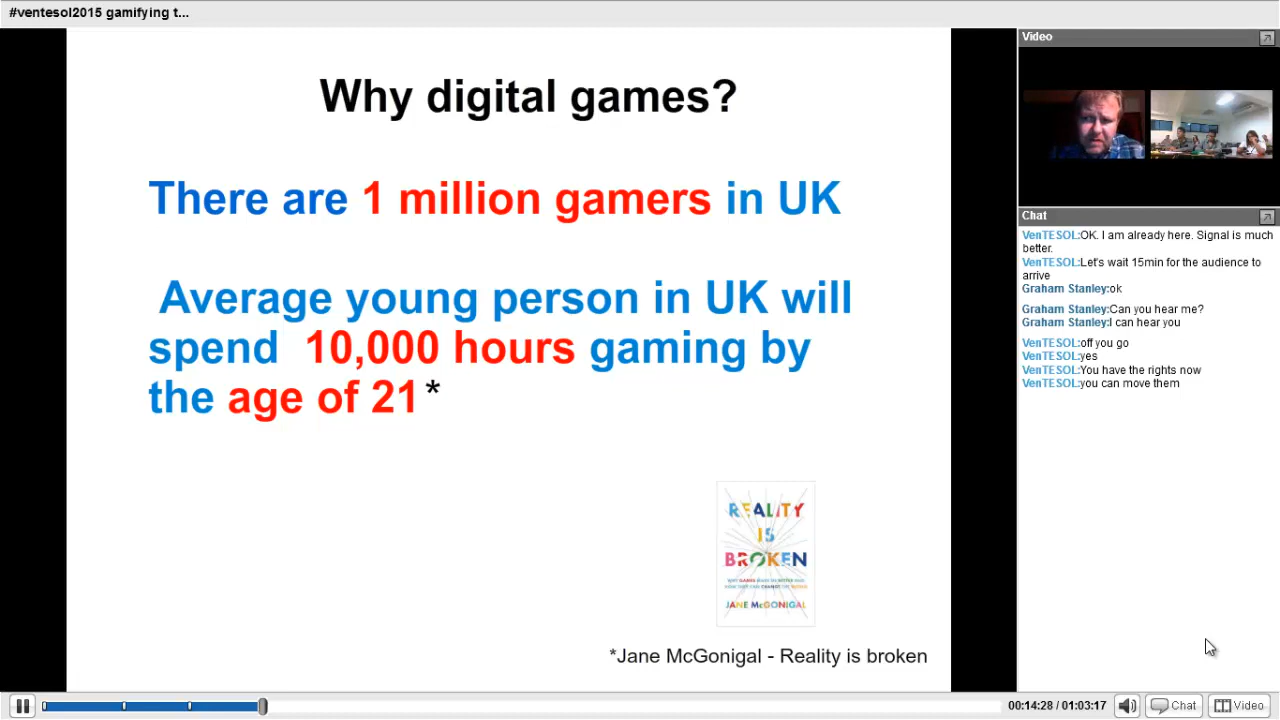 #ventesol2015 gamifying t...
Why digital games?
There are 1 million gamers in UK
Average young person in UK will
spend 10,000 hours gaming by
the age of 21*
REALITY
IS
BROKEN
JANE McGONIGAL
*Jane McGonigal - Reality is broken
Video
Chat
VenTESOL:OK. I am already here. Signal is much
better.
VenTESOL:Let's wait 15min for the audience to
arrive
Graham Stanley:ok
Graham Stanley:Can you hear me?
Graham Stanley:I can hear you
VenTESOL:off you go
VenTESOL:yes
VenTESOL:You have the rights now
VenTESOL:you can move them
00:14:28 / 01:03:17
Chat
Video